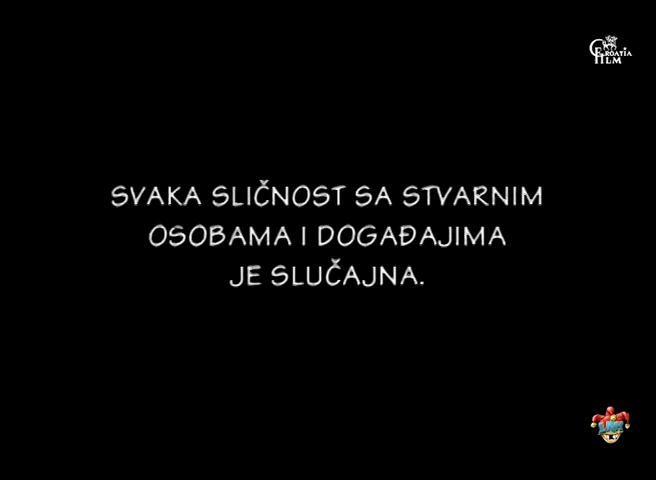 CROATIA
FILM
SVAKA SLIČNOST SA STVARNIM
OSOBAMA I DOGAĐAJIMA
JE SLUČAJNA.